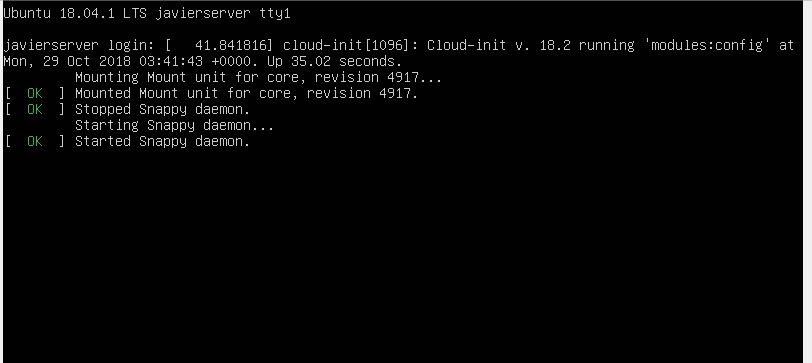 Ubuntu 18.04.1 LTS javierserver tty1
javierserver login: [   41.841816] cloud-init[1096]: Cloud-init v. 18.2 running 'modules:config' at
Mon, 29 Oct 2018 03:41:43 +0000. Up 35.02 seconds.
         Mounting Mount unit for core, revision 4917...
[  OK  ] Mounted Mount unit for core, revision 4917.
[  OK  ] Stopped Snappy daemon.
         Starting Snappy daemon...
[  OK  ] Started Snappy daemon.